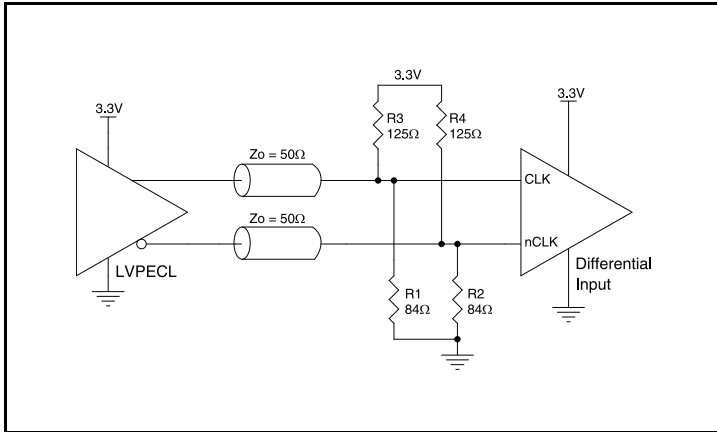 3.3V
3.3V
3.3V
R3
125Ω
R4
125Ω
Zo = 50Ω
CLK
Zo = 50Ω
nCLK
LVPECL
Differential
Input
R1
84Ω
R2
84Ω